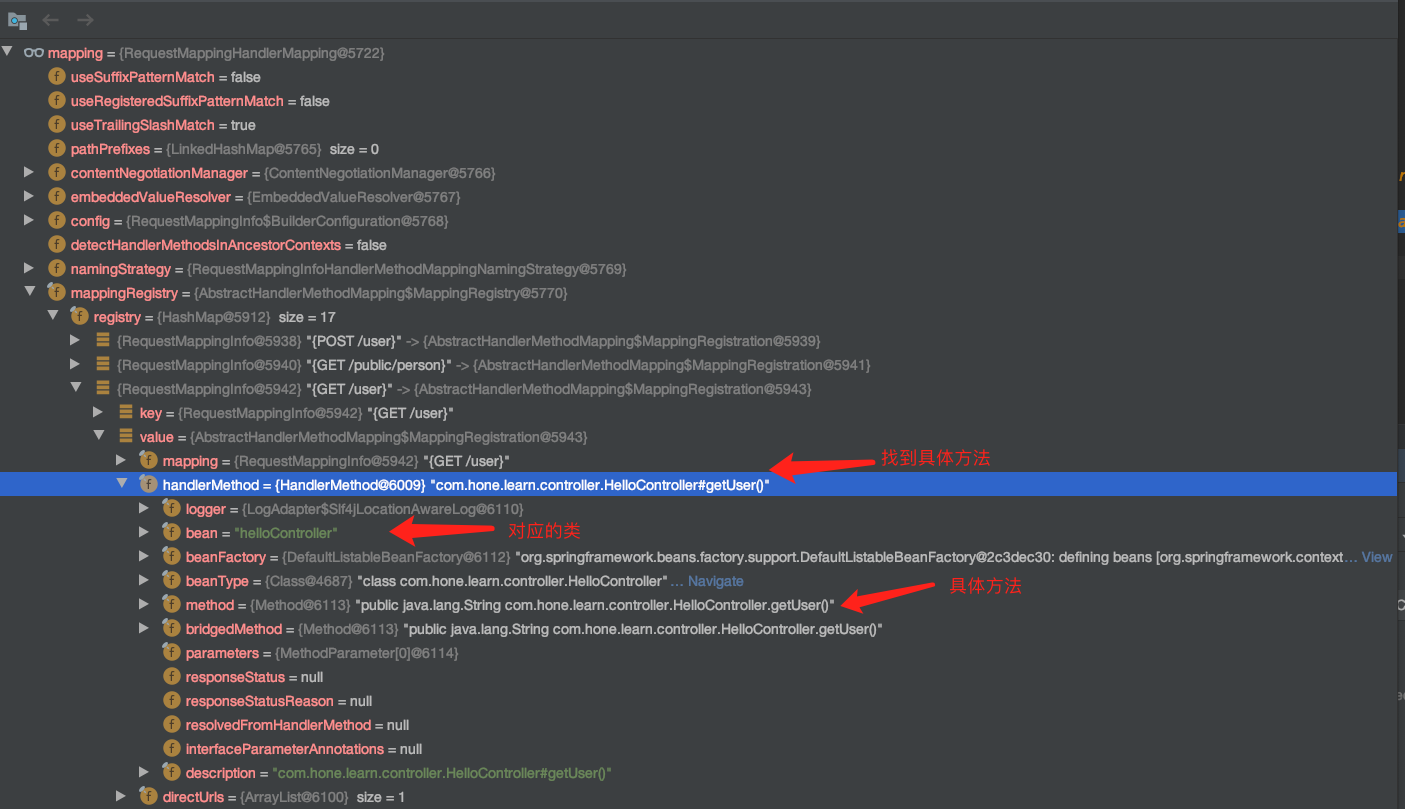 mapping = {RequestMappingHandlerMapping@5722}
f useSuffixPatternMatch = false
f useRegisteredSuffixPatternMatch = false
f useTrailingSlashMatch = true
f pathPrefixes = {LinkedHashMap@5765} size = 0
f contentNegotiationManager = {ContentNegotiationManager@5766}
f embeddedValueResolver = {EmbeddedValueResolver@5767}
f config = {RequestMappingInfo$BuilderConfiguration@5768}
f detectHandlerMethodsInAncestorContexts = false
f namingStrategy = {RequestMappingInfoHandlerMethodMappingNamingStrategy@5769}
f mappingRegistry = {AbstractHandlerMethodMapping$MappingRegistry@5770}
f registry = {HashMap@5912} size = 17
{RequestMappingInfo@5938} "{POST /user}" -> {AbstractHandlerMethodMapping$MappingRegistration@5939}
{RequestMappingInfo@5940} "{GET /public/person}" -> {AbstractHandlerMethodMapping$MappingRegistration@5941}
{RequestMappingInfo@5942} "{GET /user}" -> {AbstractHandlerMethodMapping$MappingRegistration@5943}
key = {RequestMappingInfo@5942} "{GET /user}"
value = {AbstractHandlerMethodMapping$MappingRegistration@5943}
f mapping = {RequestMappingInfo@5942} "{GET /user}"
找到具体方法
f handlerMethod = {HandlerMethod@6009} "com.hone.learn.controller.HelloController#getUser()"
f logger = {LogAdapter$Slf4jLocationAwareLog@6110}
f bean = "helloController" 对应的类
f beanFactory = {DefaultListableBeanFactory@6112} "org.springframework.beans.factory.support.DefaultListableBeanFactory@2c3dec30: defining beans [org.springframework.context... View
f beanType = {Class@4687} "class com.hone.learn.controller.HelloController" ... Navigate
具体方法
f method = {Method@6113} "public java.lang.String com.hone.learn.controller.HelloController.getUser()"
f bridgedMethod = {Method@6113} "public java.lang.String com.hone.learn.controller.HelloController.getUser()"
f parameters = {MethodParameter[0]@6114}
f responseStatus = null
f responseStatusReason = null
f resolvedFromHandlerMethod = null
f interfaceParameterAnnotations = null
f description = "com.hone.learn.controller.HelloController#getUser()"
f directUrls = {ArrayList@6100} size = 1